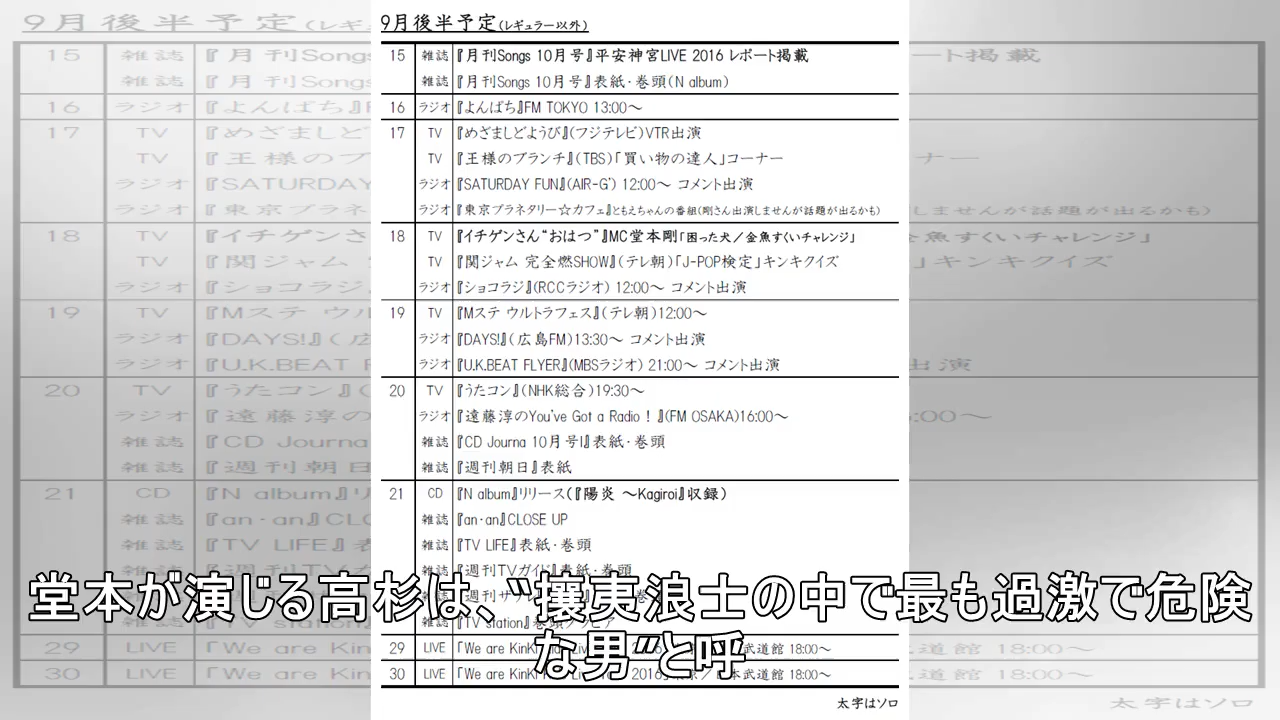 9月後半予定(レギュラー以外)
15 雑誌 『月刊Songs 10月号』平安神宮LIVE 2016 レポート掲載
雑誌 『月刊Songs 10月号』表紙・巻頭(N album)
16 ラジオ 『よんぱち』FM TOKYO 13:00〜
17 TV 『めざましどようび』(フジテレビ)VTR出演
TV 『王様のブランチ』(TBS)「買い物の達人」コーナー
ラジオ 『SATURDAY FUN』(AIR-G') 12:00〜 コメント出演
ラジオ 『東京プラネタリー☆カフェ』ともえちゃんの番組(剛さん出演しませんが話題が出るかも)
18 TV 『イチゲンさん“おはつ”』MC堂本剛「困った犬／金魚すくいチャレンジ」
TV 『関ジャム 完全燃SHOW』(テレ朝)「J-POP検定」キンキクイズ
ラジオ 『ショコラジ』(RCCラジオ) 12:00〜 コメント出演
19 TV 『Mステ ウルトラフェス』(テレ朝)12:00〜
ラジオ 『DAYS!』(広島FM)13:30〜 コメント出演
ラジオ 『U.K.BEAT FLYER』(MBSラジオ) 21:00〜 コメント出演
20 TV 『うたコン』(NHK総合)19:30〜
ラジオ 『遠藤淳のYou've Got a Radio！』(FM OSAKA)16:00〜
雑誌 『CD Journa 10月号l』表紙・巻頭
雑誌 『週刊朝日』表紙
21 CD 『N album』リリース(『陽炎 〜Kagiroi』収録)
雑誌 『an・an』CLOSE UP
雑誌 『TV LIFE』表紙・巻頭
雑誌 『週刊TVガイド』表紙・巻頭
堂本が演じる高杉は、〝攘夷浪士の中で最も過激で危険
な男〟と呼
『TV station』巻頭
29 LIVE 「We are KinKi 武道館 18:00〜
30 LIVE 「We are KinKi 2016」 武道館 18:00〜
太字はソロ